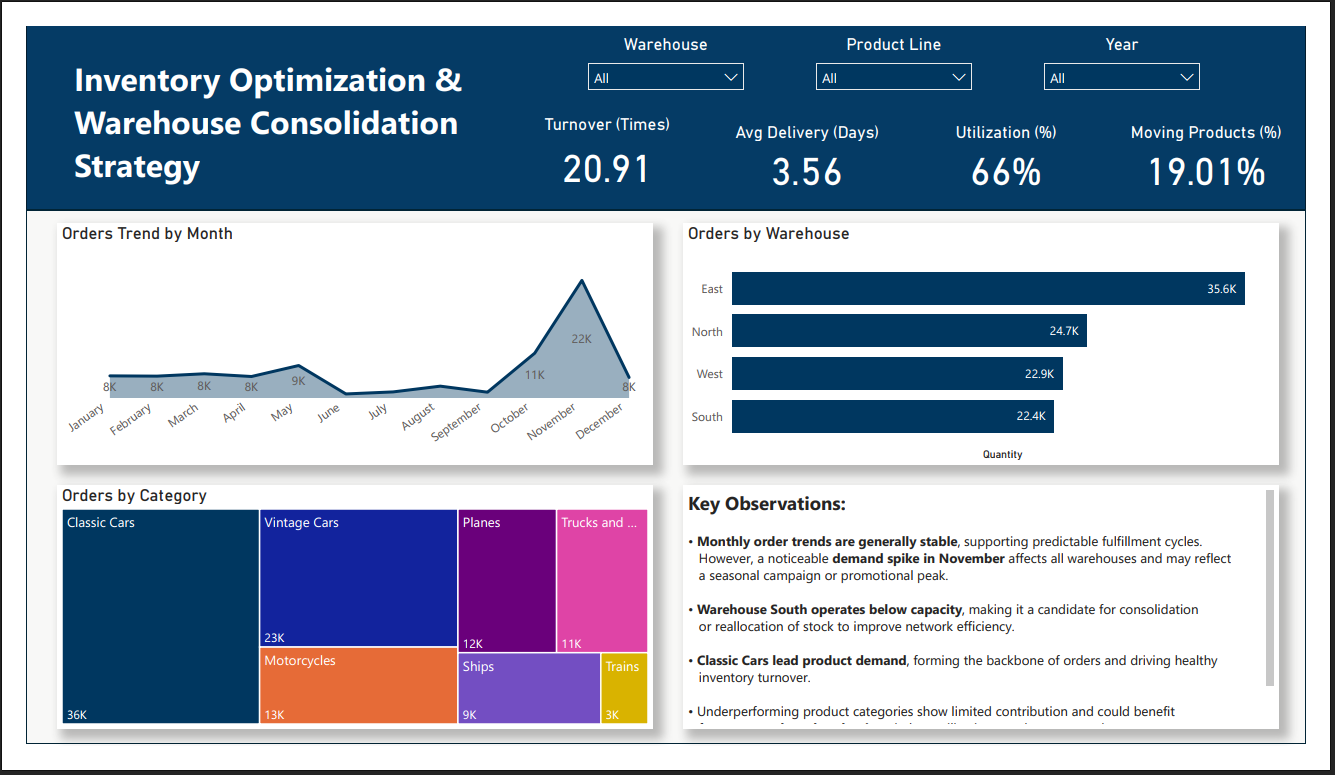 Inventory Optimization &
Warehouse Consolidation
Strategy
Warehouse
All
Product Line
All
Year
All
Turnover (Times)
20.91
Avg Delivery (Days)
3.56
Utilization (%)
66%
Moving Products (%)
19.01%
Orders Trend by Month
8K
8K
8K
8K
9K
11K
22K
8K
January
February
March
April
May
June
July
August
September
October
November
December
Orders by Warehouse
East
35.6K
North
24.7K
West
22.9K
South
22.4K
Quantity
Orders by Category
Classic Cars
36K
Vintage Cars
23K
Motorcycles
13K
Planes
12K
Trucks and ...
11K
Ships
9K
Trains
3K
Key Observations:
• Monthly order trends are generally stable, supporting predictable fulfillment cycles.
However, a noticeable demand spike in November affects all warehouses and may reflect
a seasonal campaign or promotional peak.
• Warehouse South operates below capacity, making it a candidate for consolidation
or reallocation of stock to improve network efficiency.
• Classic Cars lead product demand, forming the backbone of orders and driving healthy
inventory turnover.
• Underperforming product categories show limited contribution and could benefit